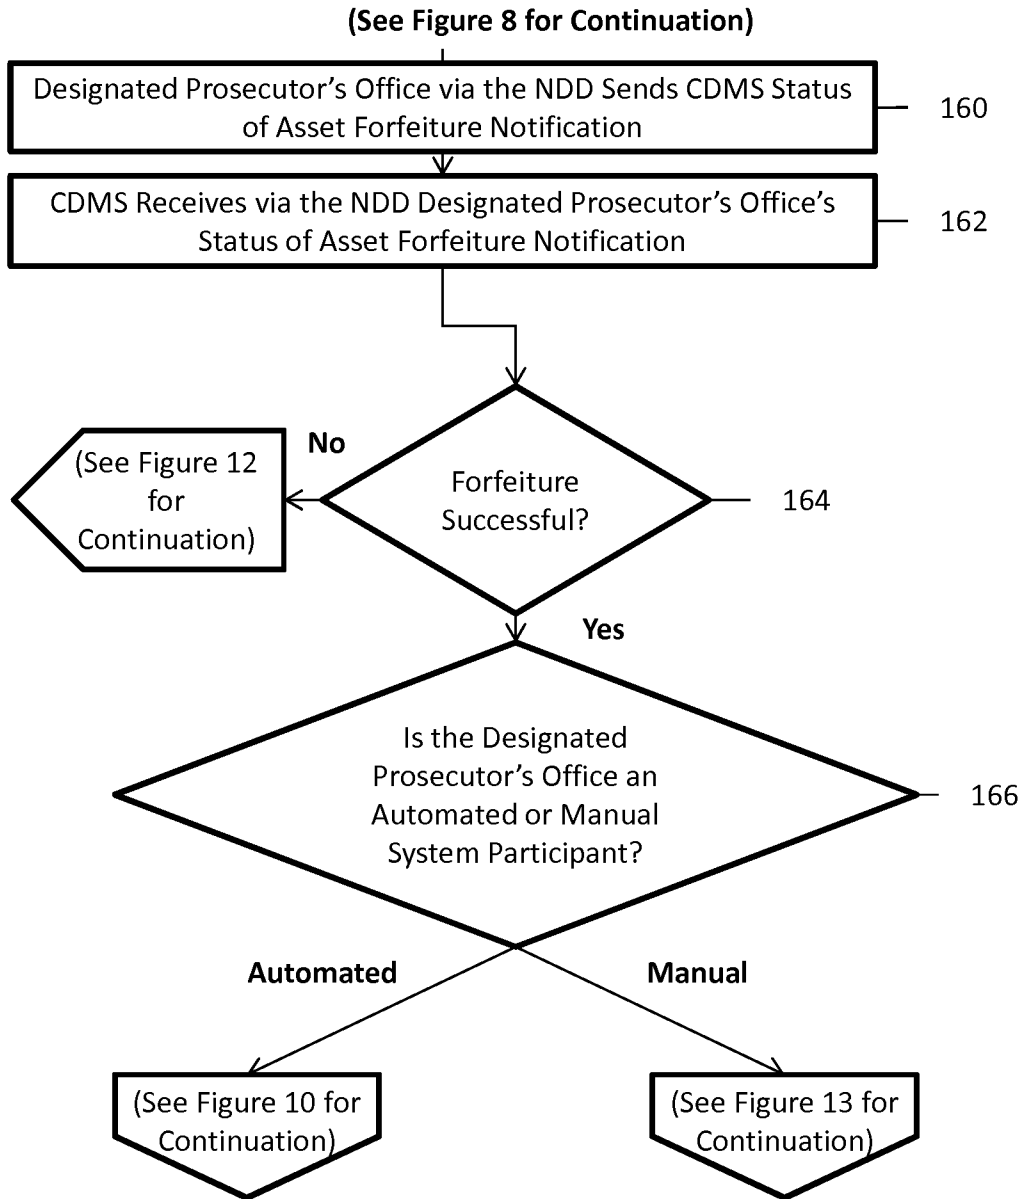 (See Figure 8 for Continuation)
Designated Prosecutor’s Office via the NDD Sends CDMS Status
of Asset Forfeiture Notification
160
CDMS Receives via the NDD Designated Prosecutor’s Office’s
Status of Asset Forfeiture Notification
162
No
(See Figure 12
for
Continuation)
Forfeiture
Successful?
164
Yes
Is the Designated
Prosecutor’s Office an
Automated or Manual
System Participant?
166
Automated
Manual
(See Figure 10 for
Continuation)
(See Figure 13 for
Continuation)